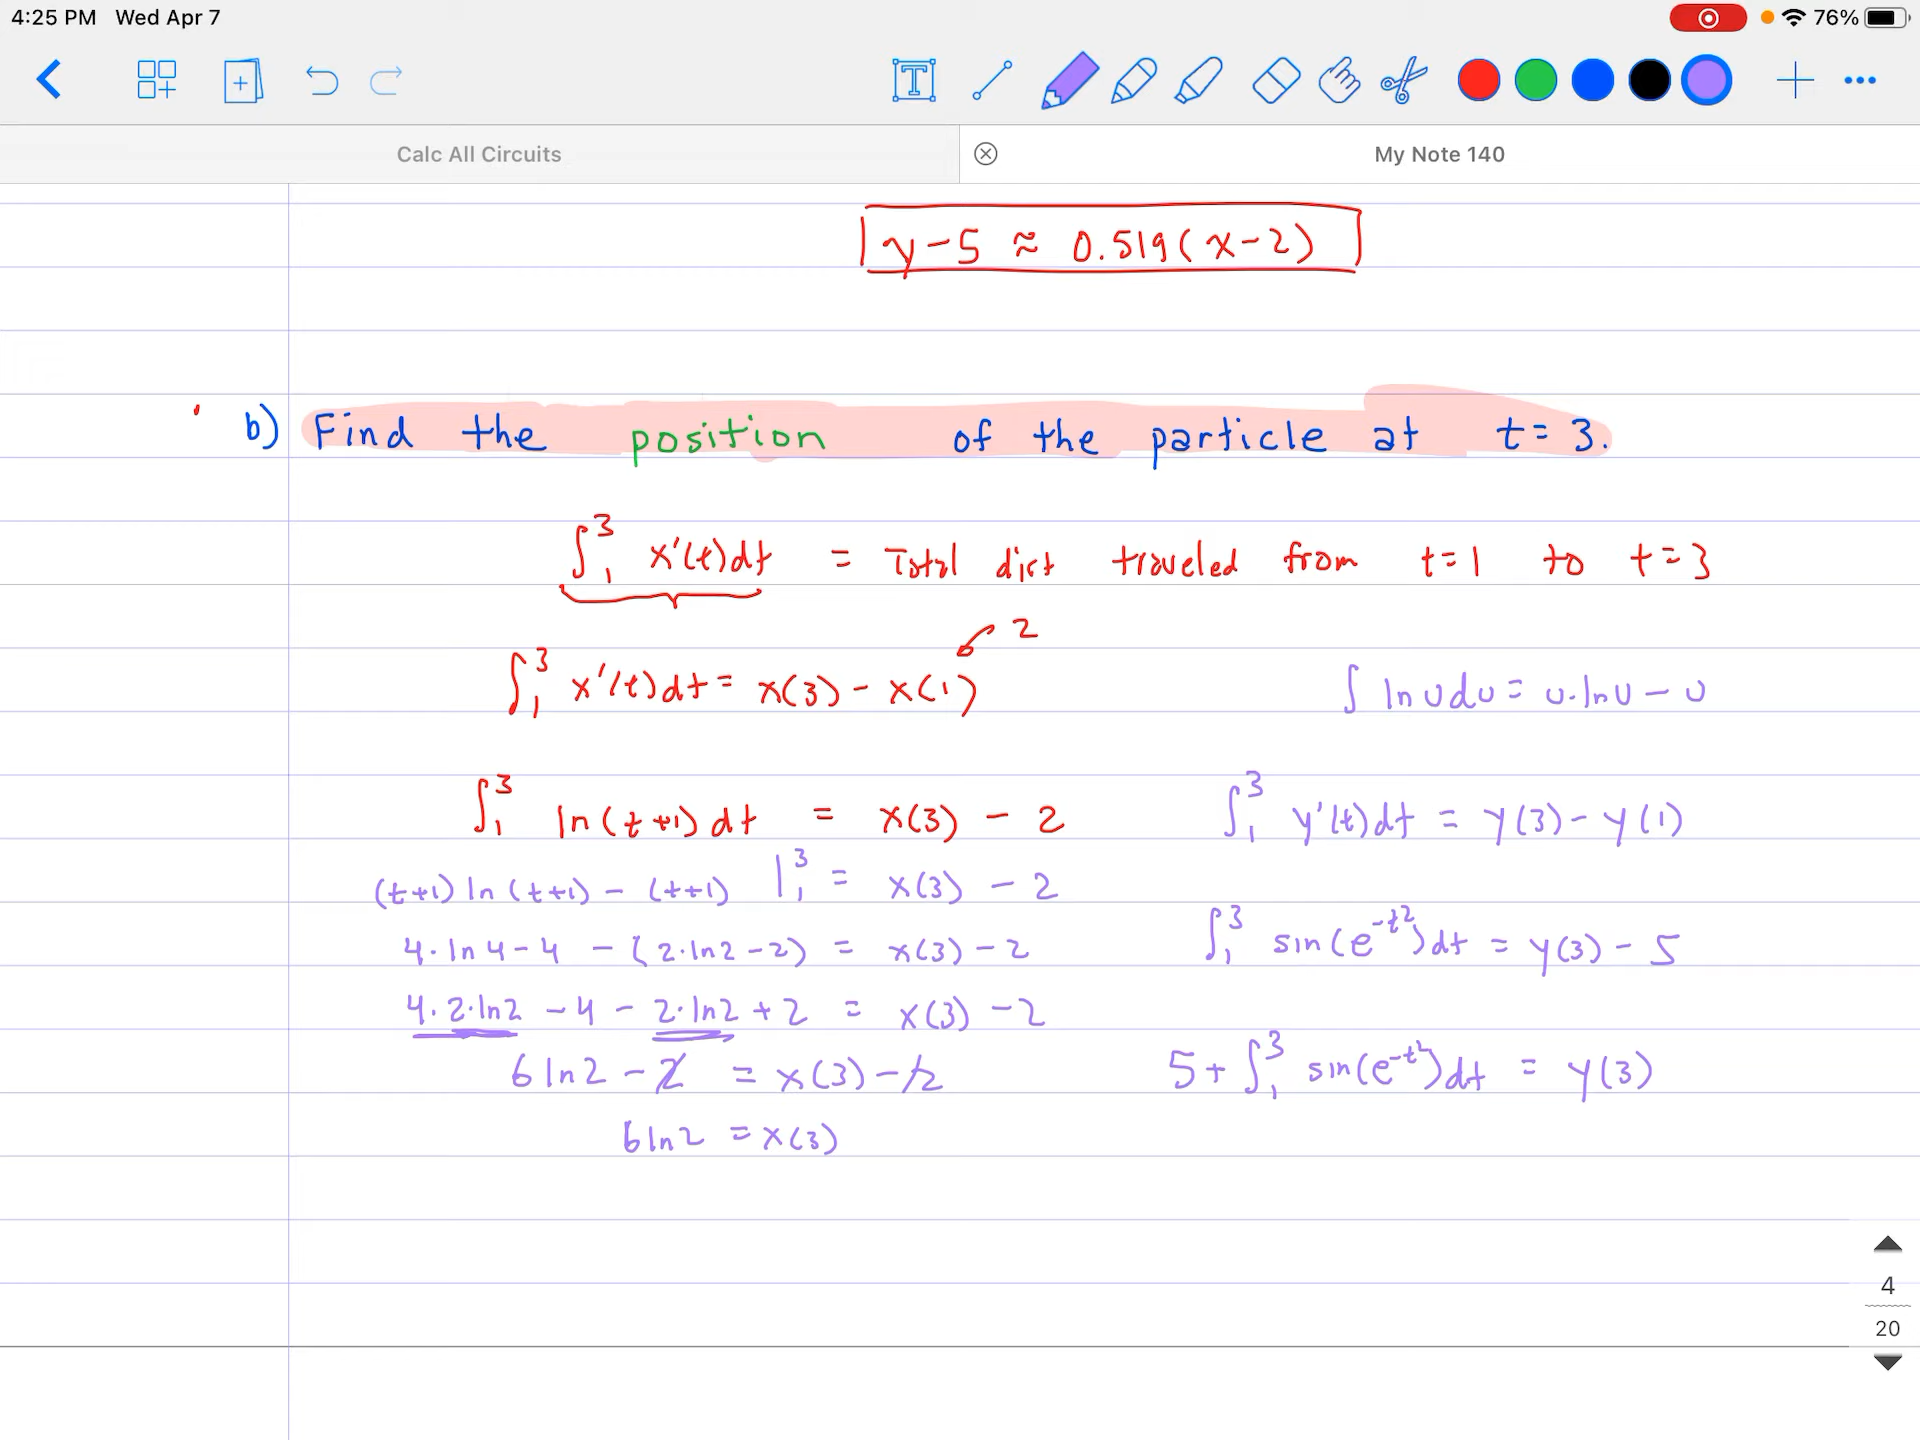 4:25 PM Wed Apr 7 76%
T
Calc All Circuits My Note 140
y-5 ≈ 0.519(x-2)
b) Find the position of the particle at t=3.
∫₁³ x'(t)dt = Total dist traveled from t=1 to t=3
2
∫₁³ x'(t)dt = x(3) - x(1)
∫ ln u du = u·ln u - u
∫₁³ ln(t+1)dt = x(3) - 2
∫₁³ y'(t)dt = y(3) - y(1)
(t+1)ln(t+1) - (t+1) |₁³ = x(3) - 2
4·ln4-4 - (2·ln2-2) = x(3)-2
∫₁³ sin(e^{-t²})dt = y(3) - 5
4·2·ln2 -4 - 2·ln2+2 = x(3)-2
6ln2-2 = x(3)-2
5+∫₁³ sin(e^{-t²})dt = y(3)
6ln2 = x(3)
4
20